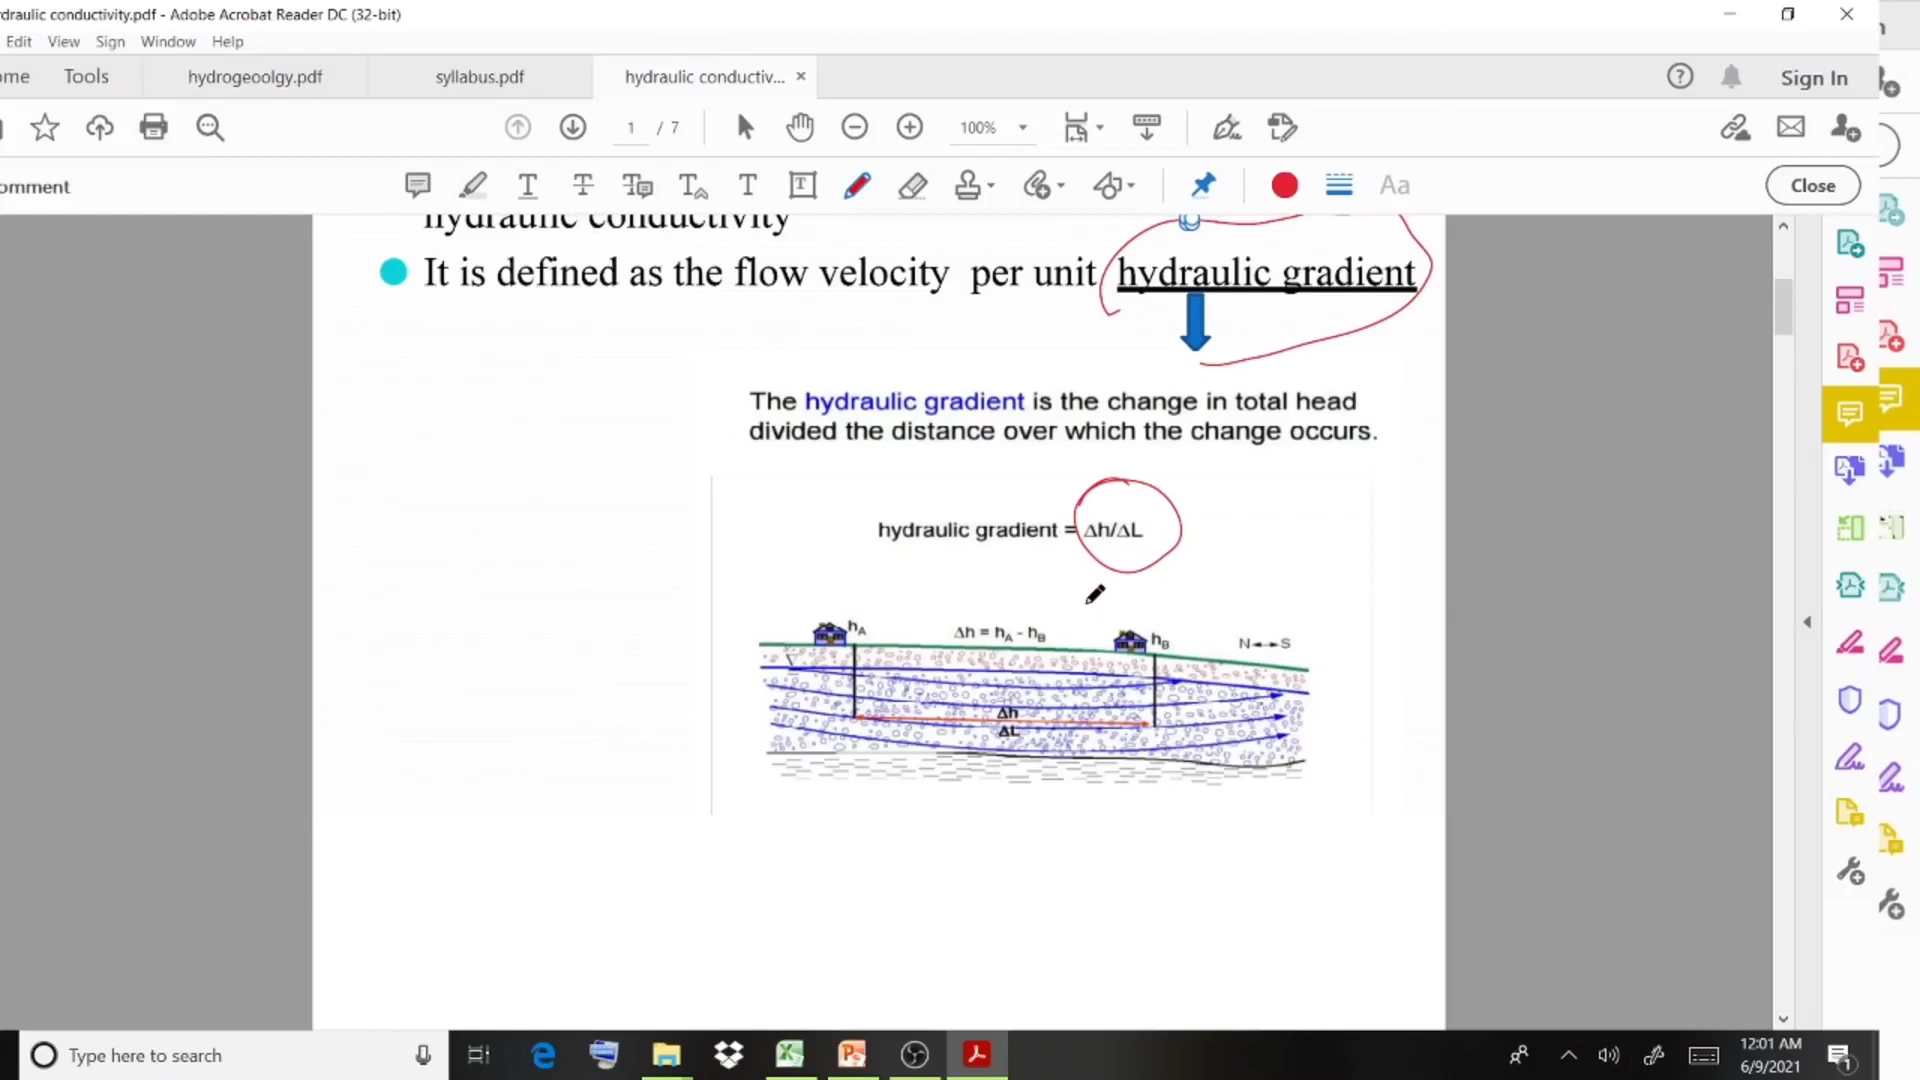 draulic conductivity.pdf - Adobe Acrobat Reader DC (32-bit)
Edit View Sign Window Help
ome Tools hydrogeoolgy.pdf syllabus.pdf hydraulic conductiv... × Sign In
1 / 7 100%
omment Aa Close
hydraulic conductivity
It is defined as the flow velocity per unit hydraulic gradient
The hydraulic gradient is the change in total head
divided the distance over which the change occurs.
hydraulic gradient = Δh/ΔL
hA Δh = hA - hB hB N S
Δh
ΔL
Type here to search
12:01 AM
6/9/2021
1